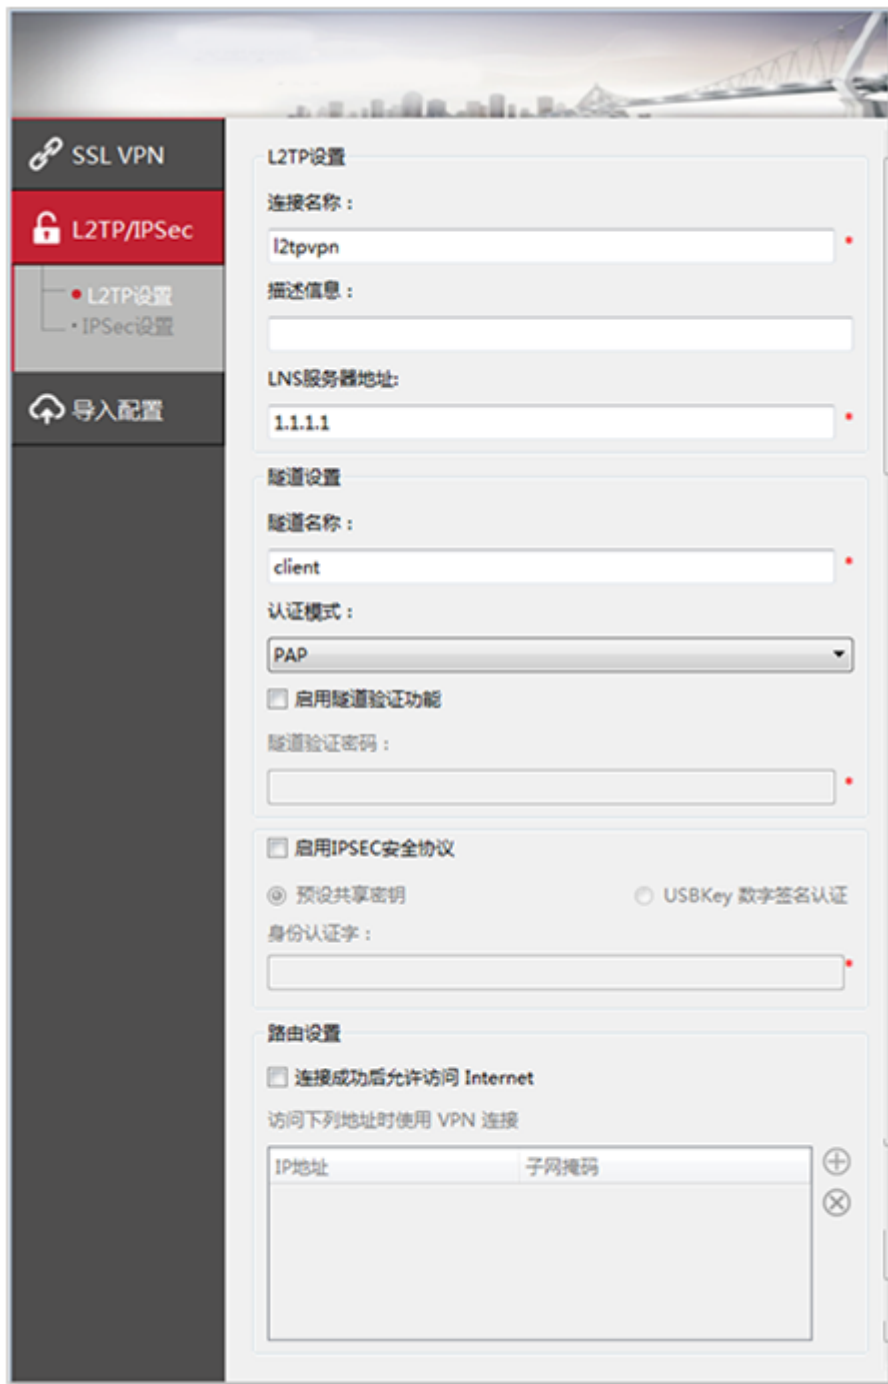 SSL VPN
L2TP/IPSec
L2TP设置
IPSec设置
导入配置
L2TP设置
连接名称：
l2tpvpn
*
描述信息：
LNS服务器地址:
1.1.1.1
*
隧道设置
隧道名称：
client
*
认证模式：
PAP
启用隧道验证功能
隧道验证密码：
*
启用IPSEC安全协议
预设共享密钥 USBKey 数字签名认证
身份认证字：
*
路由设置
连接成功后允许访问 Internet
访问下列地址时使用 VPN 连接
IP地址 子网掩码